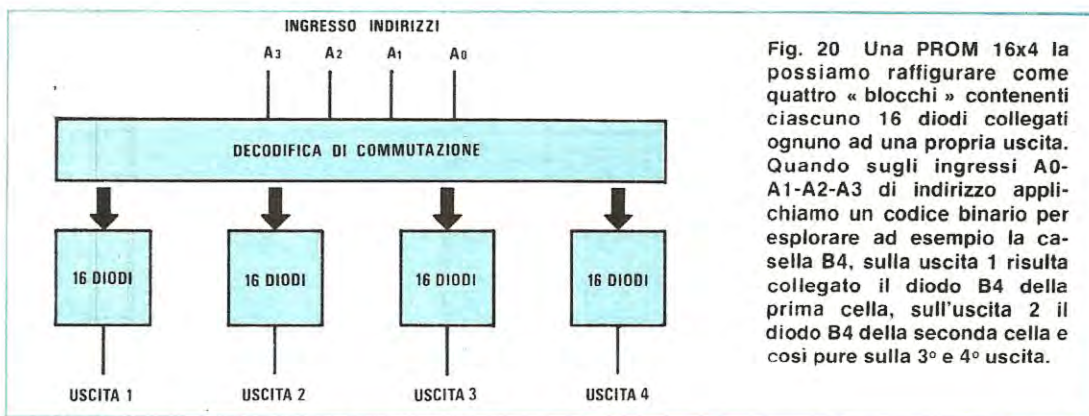 INGRESSO INDIRIZZI
A3 A2 A1 A0
DECODIFICA DI COMMUTAZIONE
16 DIODI 16 DIODI 16 DIODI 16 DIODI
USCITA 1 USCITA 2 USCITA 3 USCITA 4
Fig. 20 Una PROM 16x4 la
possiamo raffigurare come
quattro « blocchi » contenenti
ciascuno 16 diodi collegati
ognuno ad una propria uscita.
Quando sugli ingressi A0-
A1-A2-A3 di indirizzo appli-
chiamo un codice binario per
esplorare ad esempio la ca-
sella B4, sulla uscita 1 risulta
collegato il diodo B4 della
prima cella, sull'uscita 2 il
diodo B4 della seconda cella e
così pure sulla 3º e 4º uscita.